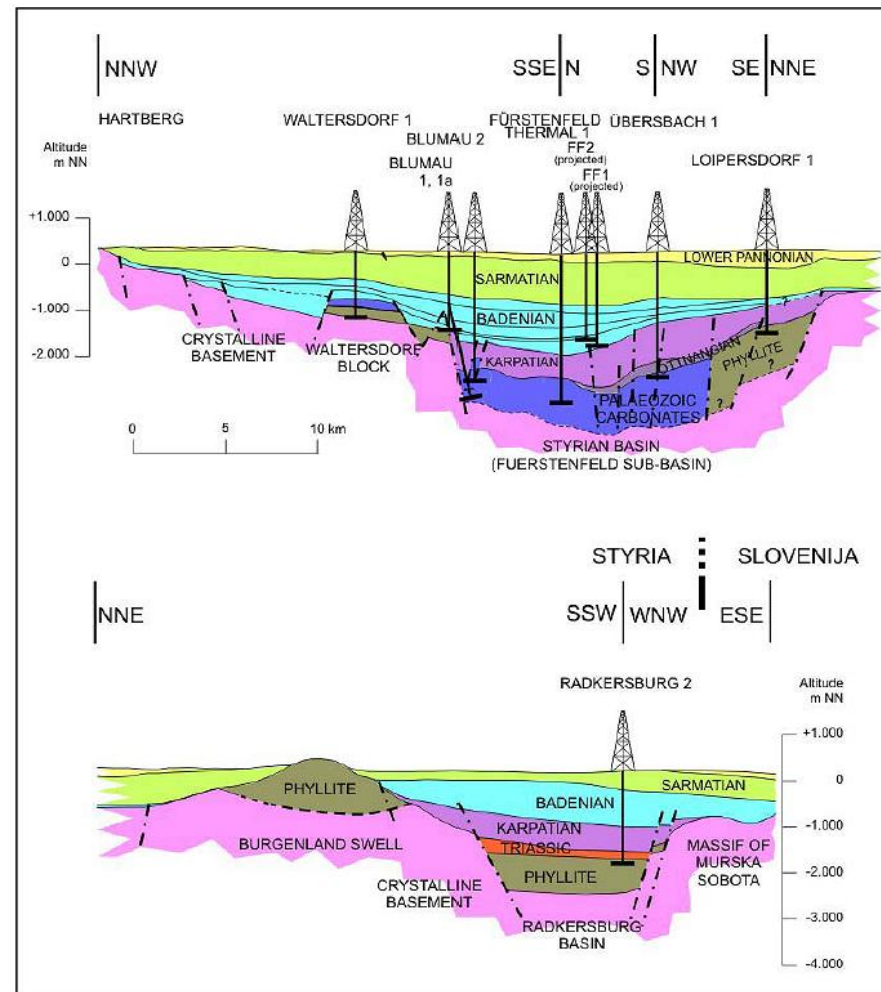 NNW SSE N S NW SE NNE
HARTBERG
WALTERSDORF 1
BLUMAU 2
BLUMAU
1, 1a
FÜRSTENFELD
THERMAL 1
FF2
(projected)
FF1
(projected)
ÜBERSBACH 1
LOIPERSDORF 1
Altitude
m NN
+1.000
0
-1.000
-2.000
LOWER PANNONIAN
SARMATIAN
BADENIAN
CRYSTALLINE
BASEMENT
WALTERSDORF
BLOCK
KARPATIAN
OTTNANGIAN
PHYLLITE
?
?
?
PALAEOZOIC
CARBONATES
STYRIAN BASIN
(FUERSTENFELD SUB-BASIN)
0 5 10 km
STYRIA SLOVENIJA
NNE SSW WNW ESE
RADKERSBURG 2
Altitude
m NN
+1.000
0
-1.000
-2.000
-3.000
-4.000
SARMATIAN
PHYLLITE
BADENIAN
KARPATIAN
TRIASSIC
BURGENLAND SWELL
MASSIF OF
MURSKA
SOBOTA
PHYLLITE
CRYSTALLINE
BASEMENT
RADKERSBURG
BASIN